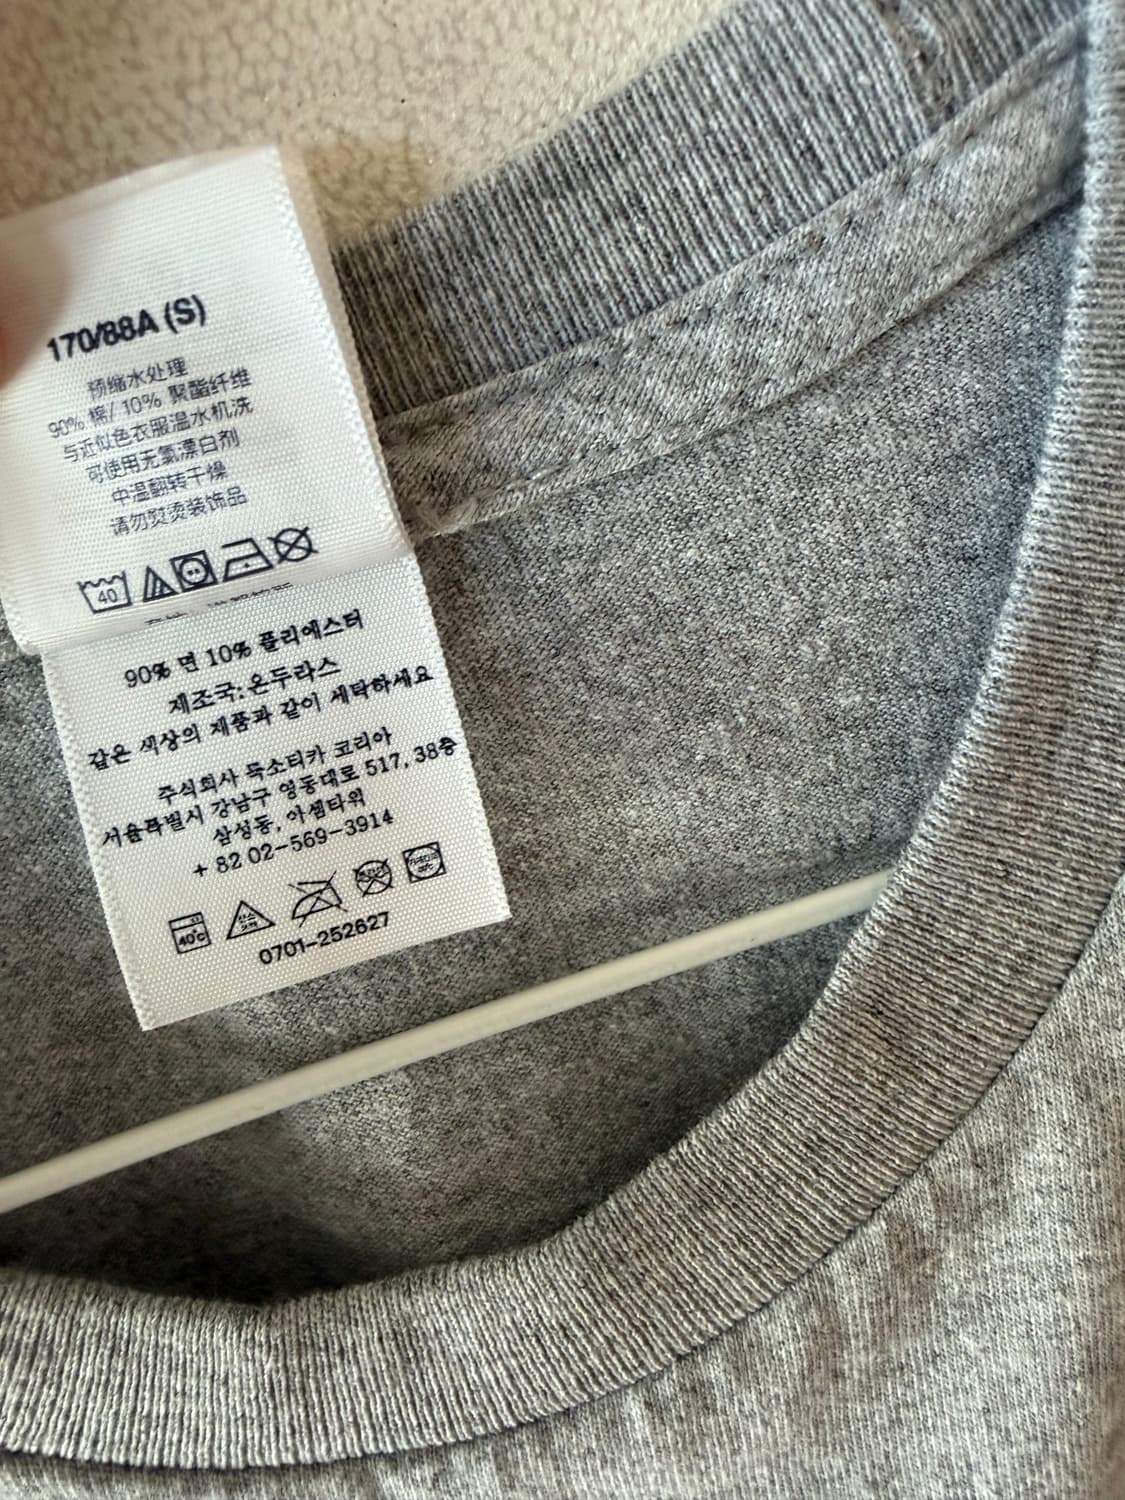 170/88A (S)
预缩水处理
90% 棉/ 10% 聚酯纤维
与近似色衣服温水机洗
可使用无氯漂白剂
中温翻转干燥
请勿熨烫装饰品
40
90% 면 10% 폴리에스터
제조국: 온두라스
같은 색상의 제품과 같이 세탁하세요
주식회사 룩소티카 코리아
서울특별시 강남구 영동대로 517, 38층
삼성동, 아셈타워
+ 82 02-569-3914
40°C
0701-252627